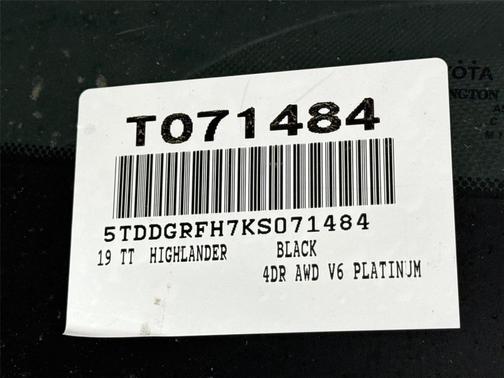 T071484
5TDDGRFH7KS071484
19 TT HIGHLANDER BLACK
4DR AWD V6 PLATINJM